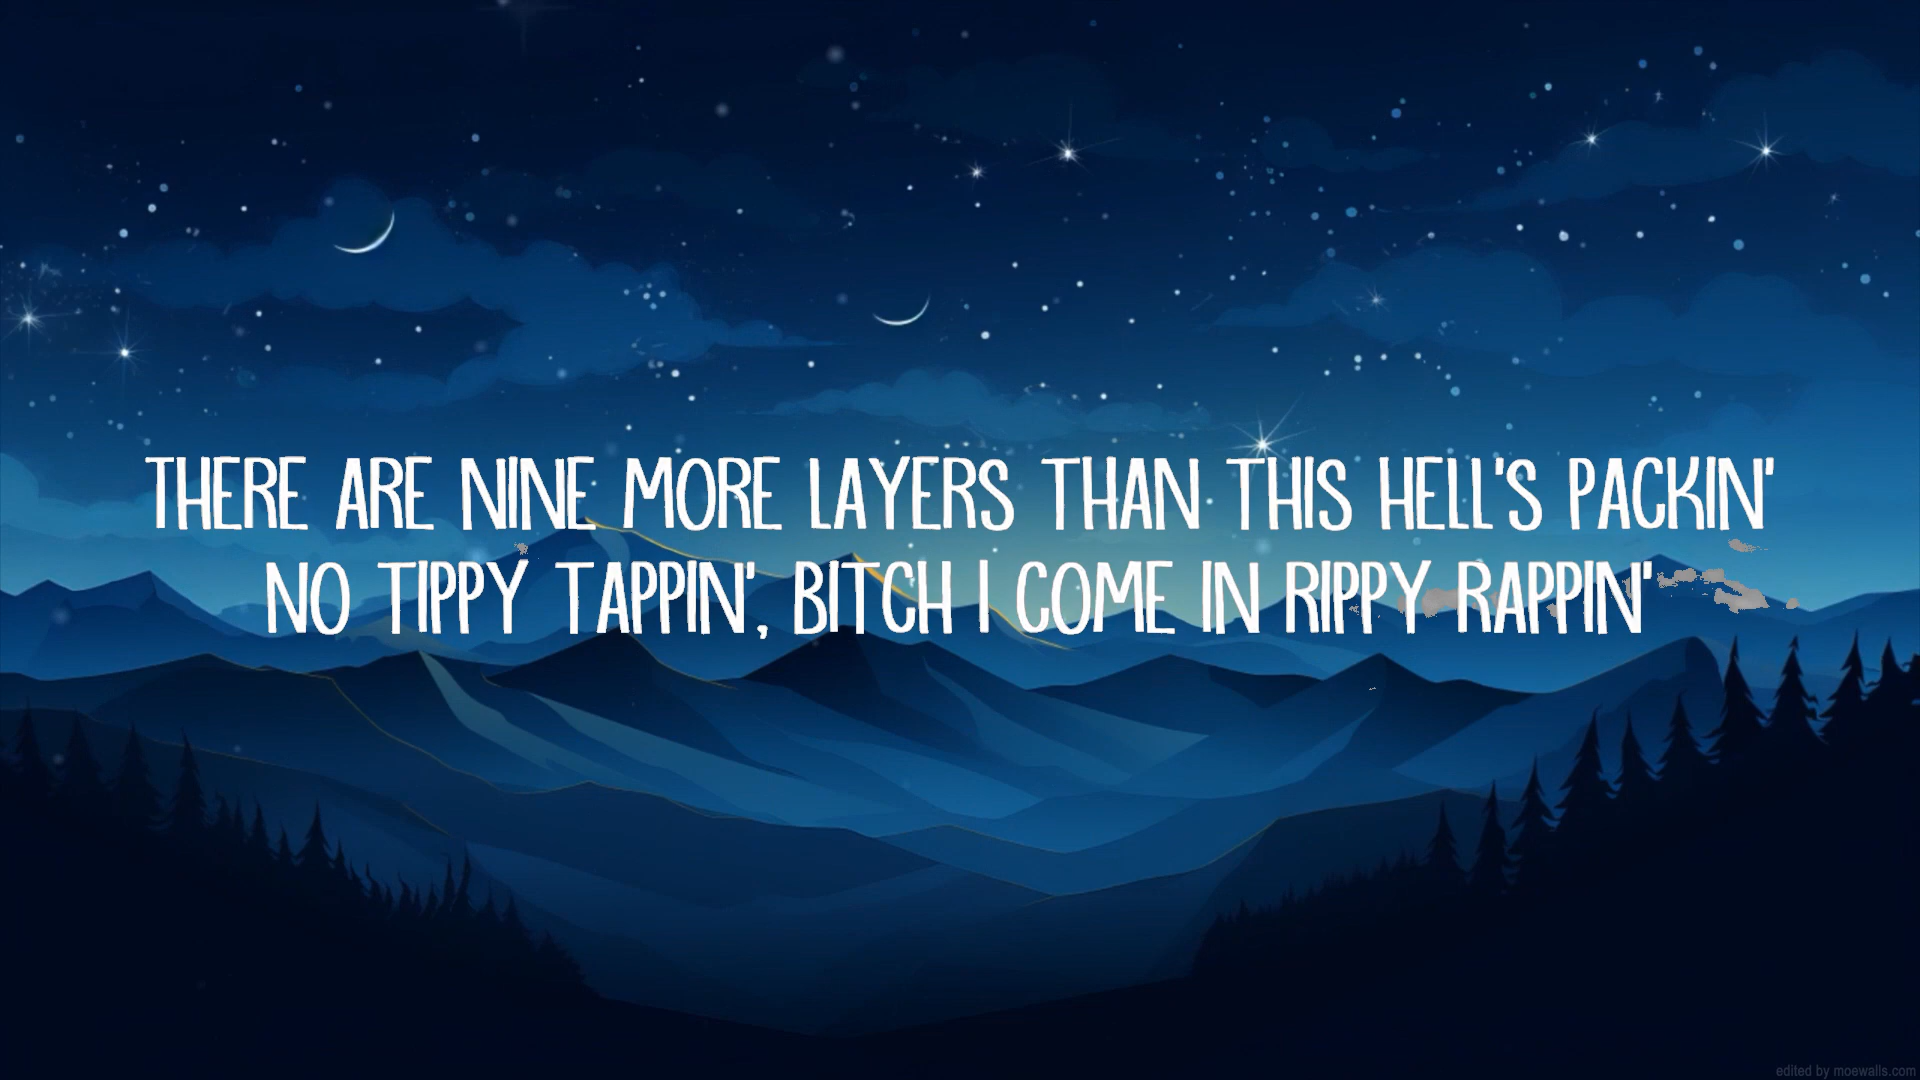 THERE ARE NINE MORE LAYERS THAN THIS HELL'S PACKIN'
NO TIPPY TAPPIN', BITCH I COME IN RIPPY RAPPIN'
edited by moewalls.com